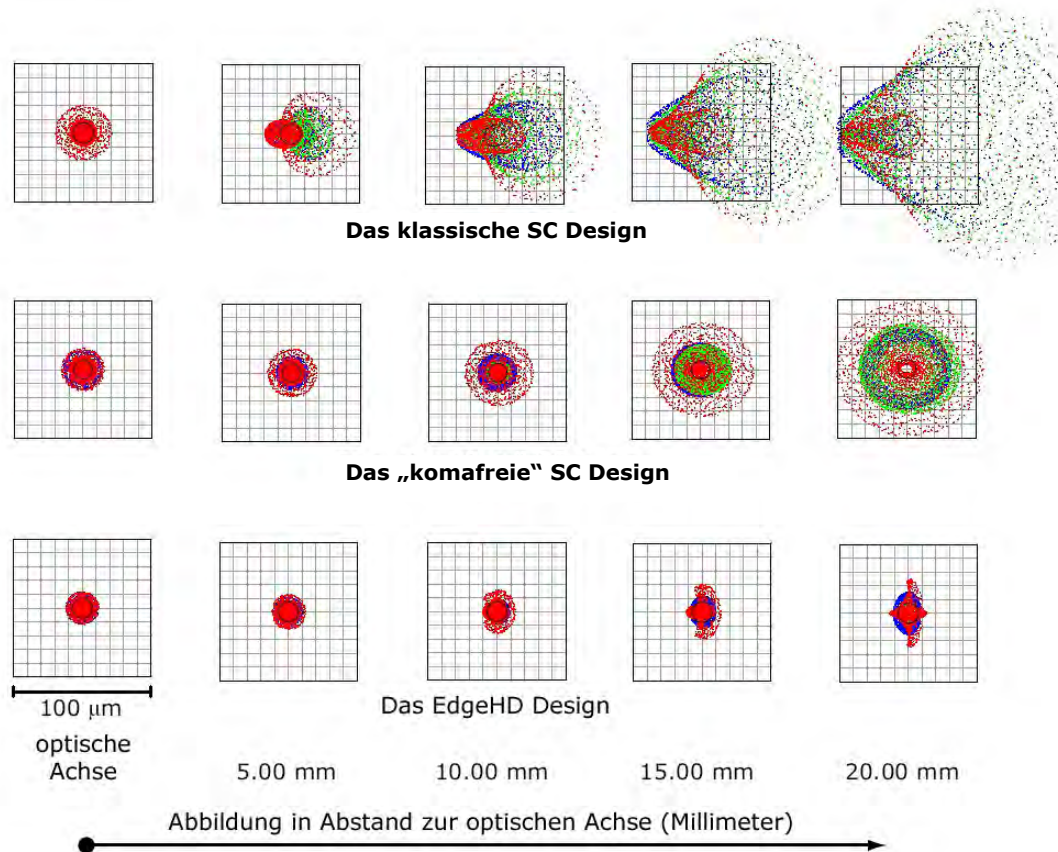 Das klassische SC Design
Das „komafreie“ SC Design
Das EdgeHD Design
100 μm
optische
Achse
5.00 mm
10.00 mm
15.00 mm
20.00 mm
Abbildung in Abstand zur optischen Achse (Millimeter)